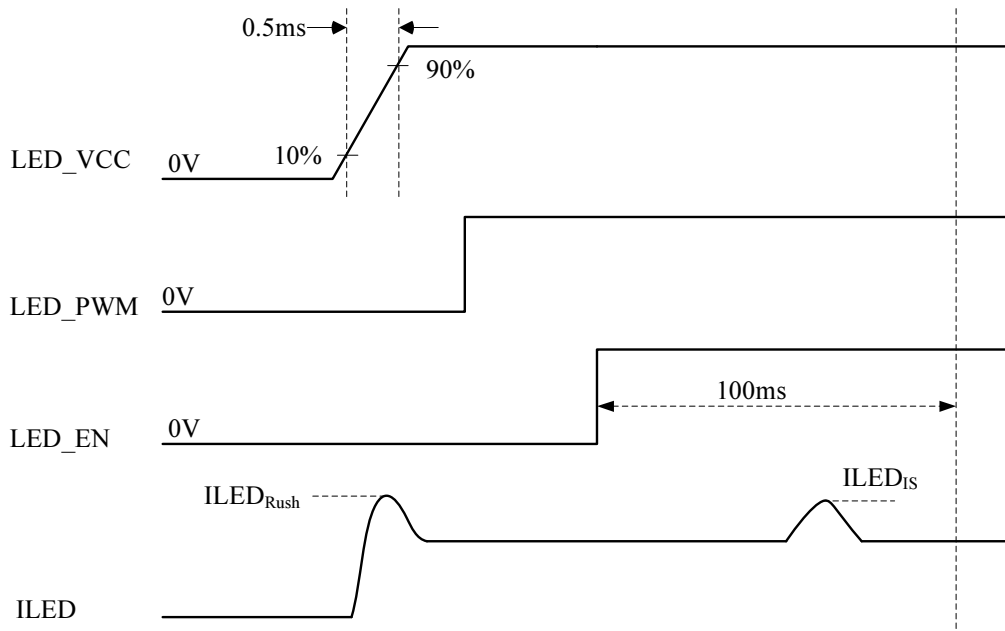 0.5ms
90%
10%
LED_VCC
0V
LED_PWM
0V
100ms
LED_EN
0V
ILEDRush
ILEDIS
ILED